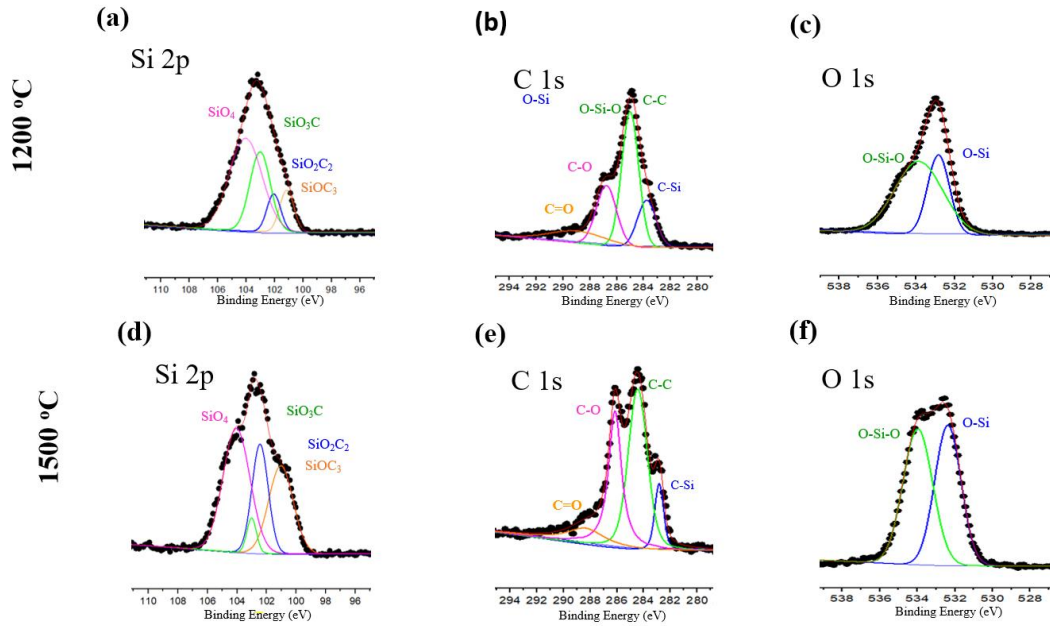 1200 °C
(a)
Si 2p
SiO₄
SiO₃C
SiO₂C₂
SiOC₃
110 108 106 104 102 100 98 96
Binding Energy (eV)
(b)
C 1s
O-Si
O-Si-O
C-C
C-O
C=O
C-Si
294 292 290 288 286 284 282 280
Binding Energy (eV)
(c)
O 1s
O-Si-O
O-Si
538 536 534 532 530 528
Binding Energy (eV)
1500 °C
(d)
Si 2p
SiO₄
SiO₃C
SiO₂C₂
SiOC₃
110 108 106 104 102 100 98 96
Binding Energy (eV)
(e)
C 1s
C-C
C-O
C=O
C-Si
294 292 290 288 286 284 282 280
Binding Energy (eV)
(f)
O 1s
O-Si-O
O-Si
538 536 534 532 530 528
Binding Energy (eV)